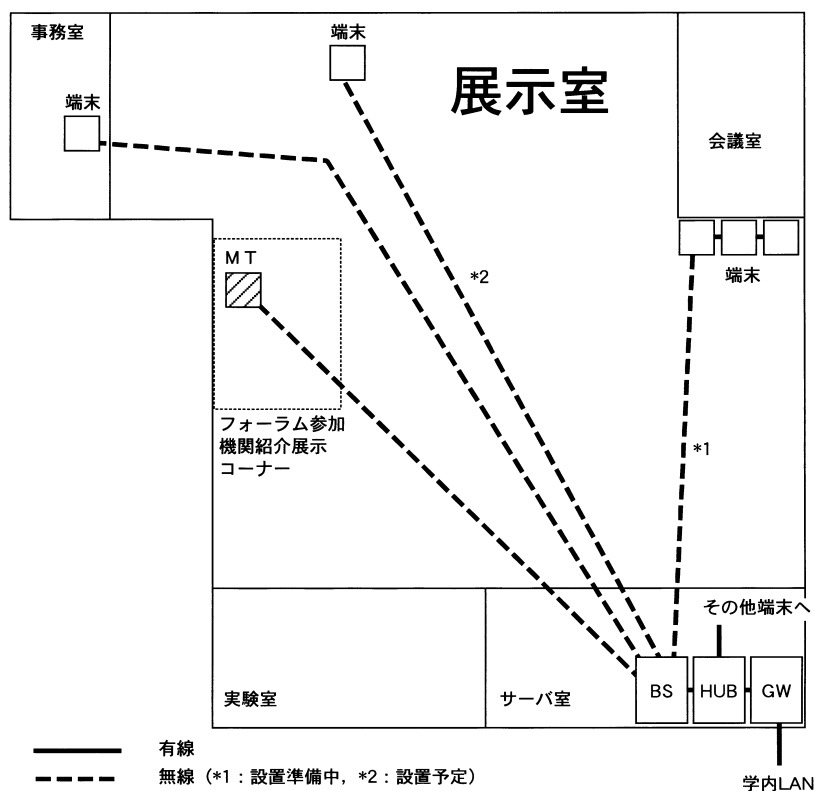 事務室
端末
展示室
端末
会議室
MT
端末
*2
フォーラム参加
機関紹介展示
コーナー
*1
その他端末へ
実験室
サーバ室
BS
HUB
GW
有線
無線（*1：設置準備中，*2：設置予定）
学内LAN